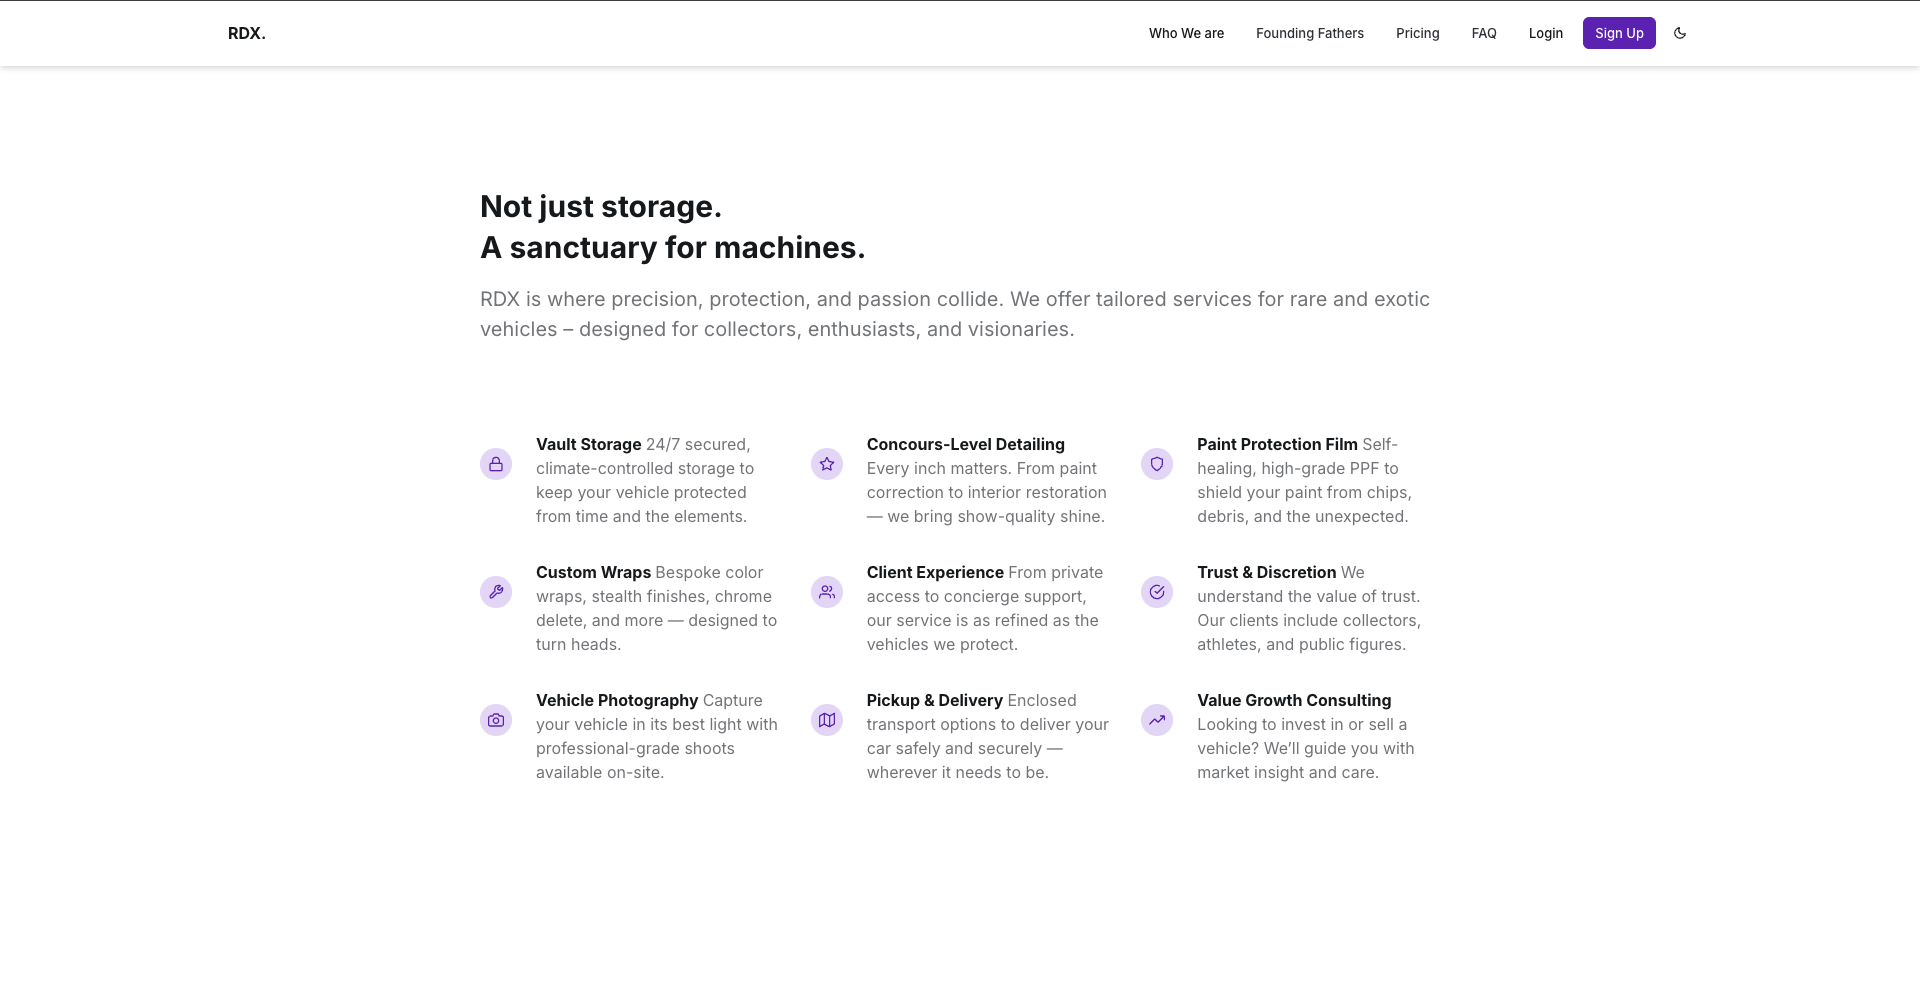 RDX.
Who We are
Founding Fathers
Pricing
FAQ
Login
Sign Up
Not just storage.
A sanctuary for machines.
RDX is where precision, protection, and passion collide. We offer tailored services for rare and exotic
vehicles – designed for collectors, enthusiasts, and visionaries.
Vault Storage 24/7 secured,
climate-controlled storage to
keep your vehicle protected
from time and the elements.
Concours-Level Detailing
Every inch matters. From paint
correction to interior restoration
— we bring show-quality shine.
Paint Protection Film Self-
healing, high-grade PPF to
shield your paint from chips,
debris, and the unexpected.
Custom Wraps Bespoke color
wraps, stealth finishes, chrome
delete, and more — designed to
turn heads.
Client Experience From private
access to concierge support,
our service is as refined as the
vehicles we protect.
Trust & Discretion We
understand the value of trust.
Our clients include collectors,
athletes, and public figures.
Vehicle Photography Capture
your vehicle in its best light with
professional-grade shoots
available on-site.
Pickup & Delivery Enclosed
transport options to deliver your
car safely and securely —
wherever it needs to be.
Value Growth Consulting
Looking to invest in or sell a
vehicle? We’ll guide you with
market insight and care.